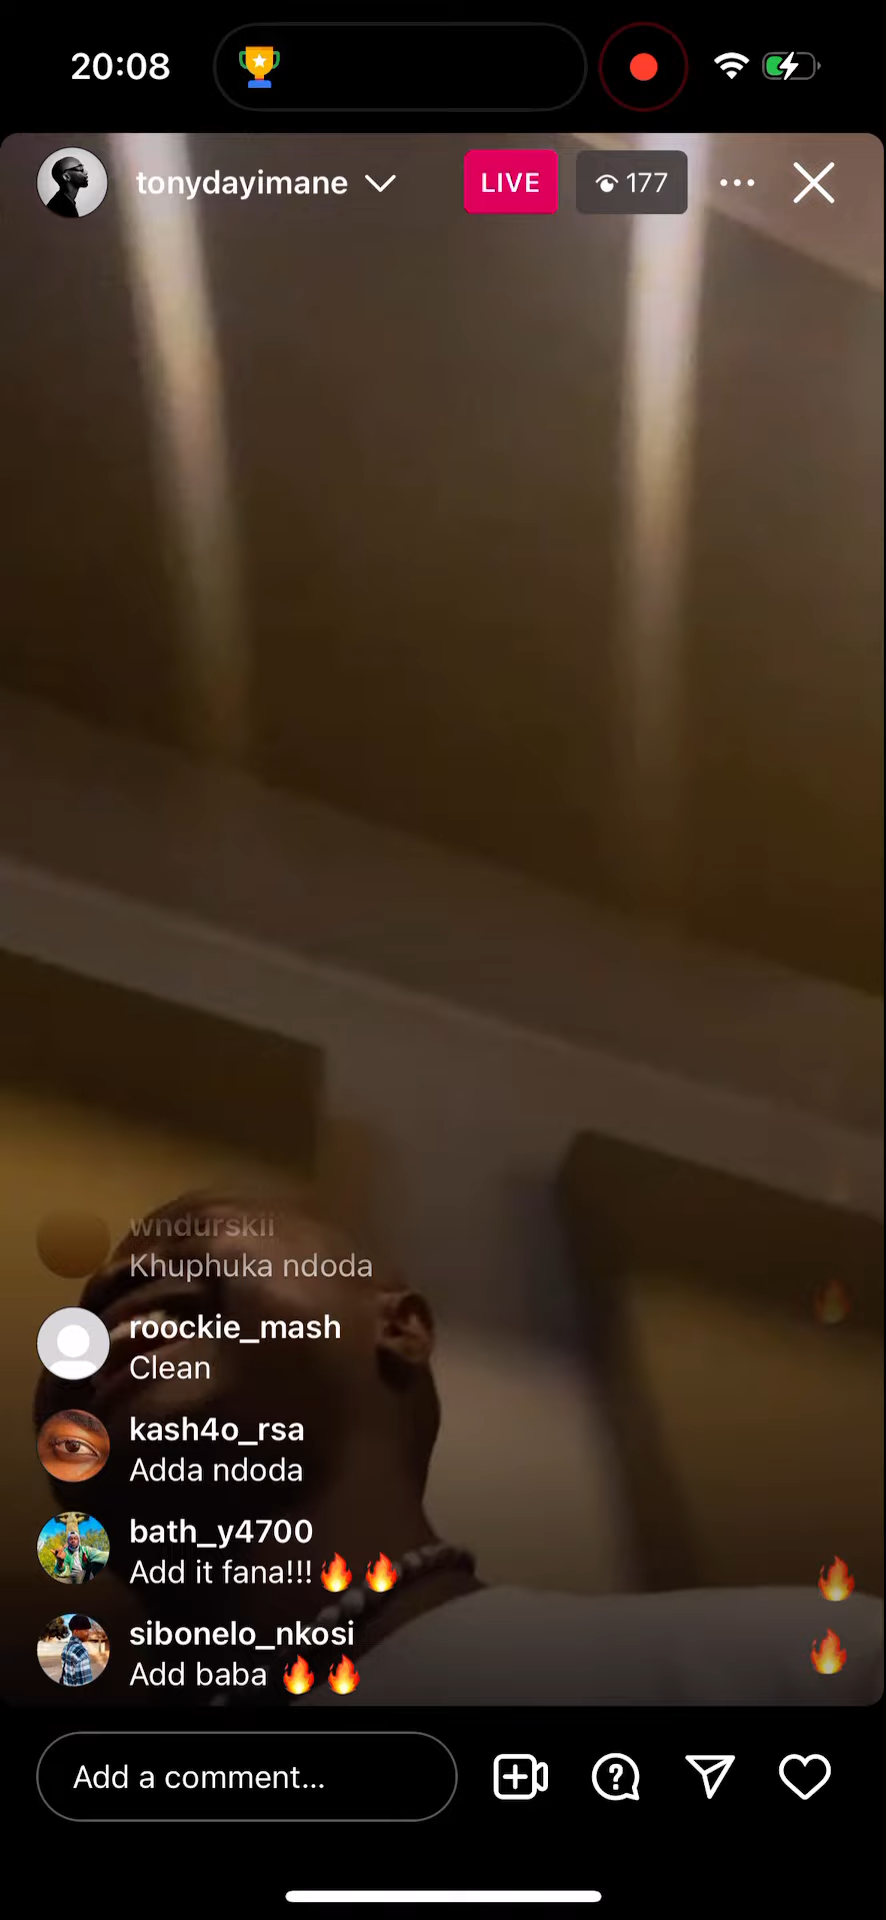 20:08
tonydayimane
LIVE
177
wndurskii
Khuphuka ndoda
roockie_mash
Clean
kash4o_rsa
Adda ndoda
bath_y4700
Add it fana!!!🔥 🔥
sibonelo_nkosi
Add baba 🔥 🔥
Add a comment...